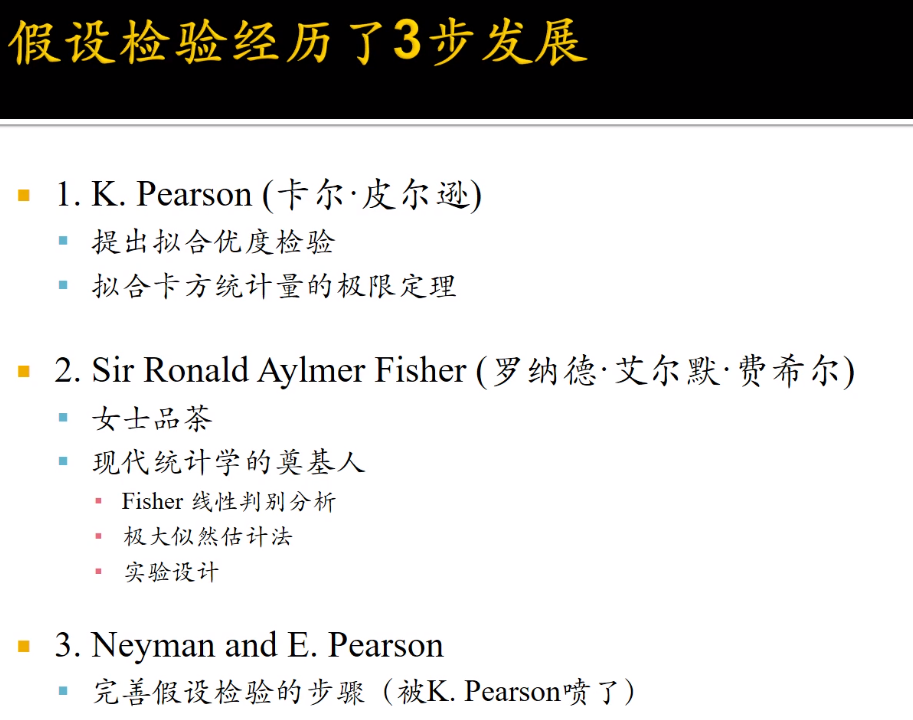 假设检验经历了3步发展
1. K. Pearson (卡尔·皮尔逊)
提出拟合优度检验
拟合卡方统计量的极限定理
2. Sir Ronald Aylmer Fisher (罗纳德·艾尔默·费希尔)
女士品茶
现代统计学的奠基人
Fisher 线性判别分析
极大似然估计法
实验设计
3. Neyman and E. Pearson
完善假设检验的步骤（被K. Pearson喷了）